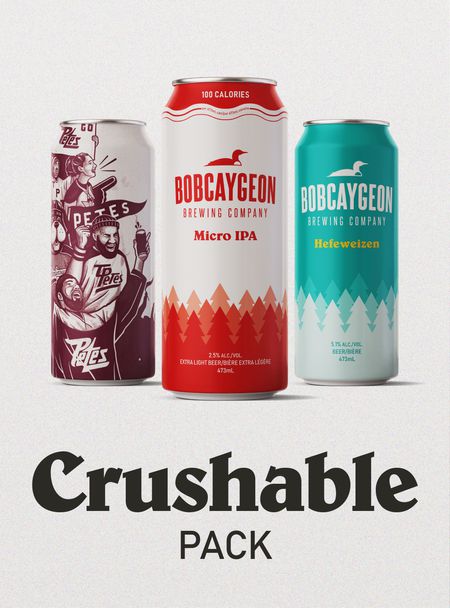 GO
PETES
PETES
PETES
PETES
100 CALORIES
BOBCAYGEON
BREWING COMPANY
Micro IPA
2.5% ALC./VOL.
EXTRA LIGHT BEER/BIÈRE EXTRA LÉGÈRE
473mL
BOBCAYGEON
BREWING COMPANY
Hefeweizen
5.1% ALC./VOL.
BEER/BIÈRE
473mL
Crushable
PACK